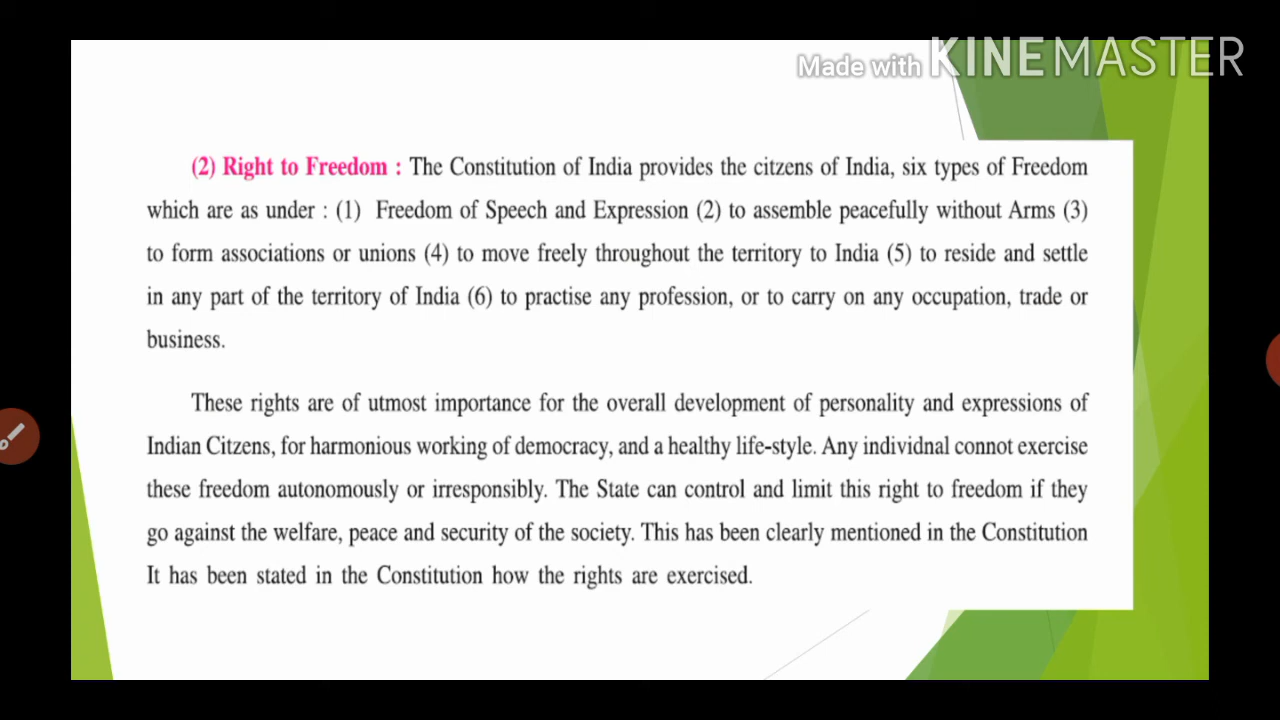 Made with KINEMASTER
(2) Right to Freedom : The Constitution of India provides the citzens of India, six types of Freedom
which are as under : (1) Freedom of Speech and Expression (2) to assemble peacefully without Arms (3)
to form associations or unions (4) to move freely throughout the territory to India (5) to reside and settle
in any part of the territory of India (6) to practise any profession, or to carry on any occupation, trade or
business.
These rights are of utmost importance for the overall development of personality and expressions of
Indian Citzens, for harmonious working of democracy, and a healthy life-style. Any individnal connot exercise
these freedom autonomously or irresponsibly. The State can control and limit this right to freedom if they
go against the welfare, peace and security of the society. This has been clearly mentioned in the Constitution
It has been stated in the Constitution how the rights are exercised.